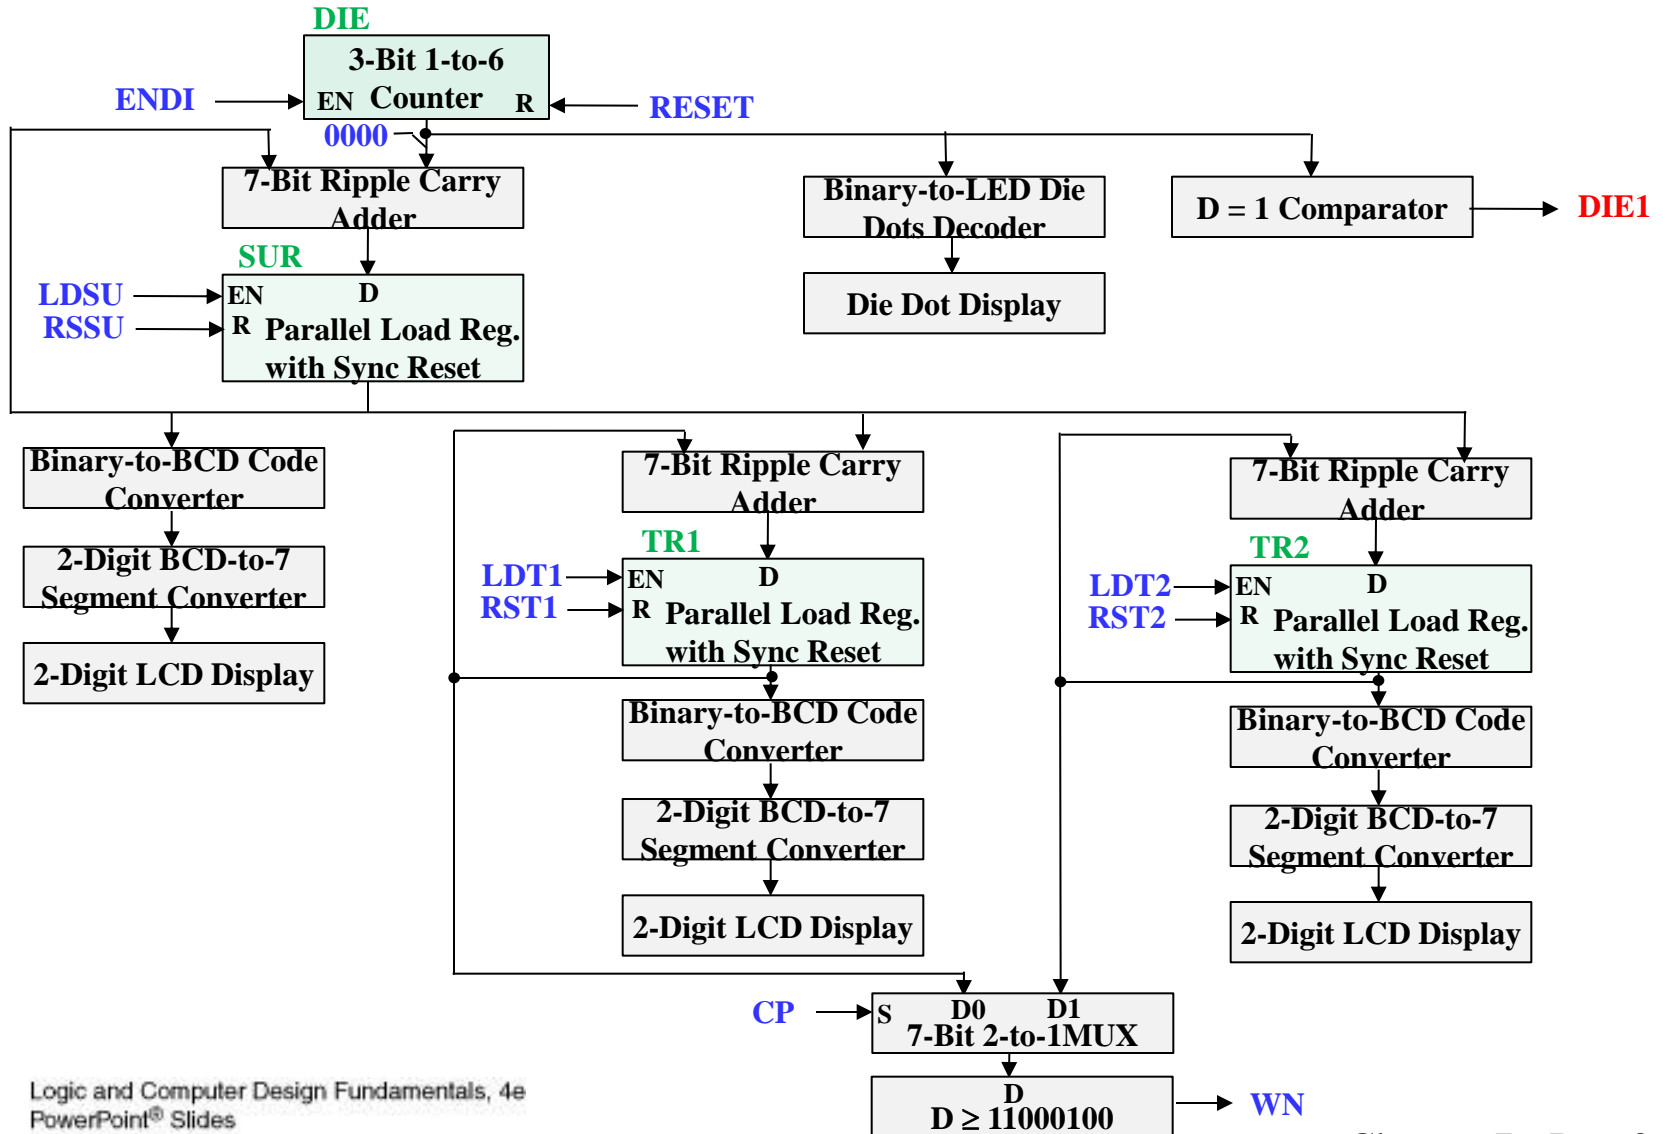 DIE
3-Bit 1-to-6
ENDI
EN Counter R
RESET
0000
7-Bit Ripple Carry
Adder
Binary-to-LED Die
Dots Decoder
D = 1 Comparator
DIE1
SUR
LDSU
EN D
RSSU
R Parallel Load Reg.
with Sync Reset
Die Dot Display
Binary-to-BCD Code
Converter
2-Digit BCD-to-7
Segment Converter
2-Digit LCD Display
7-Bit Ripple Carry
Adder
TR1
LDT1
EN D
RST1
R Parallel Load Reg.
with Sync Reset
Binary-to-BCD Code
Converter
2-Digit BCD-to-7
Segment Converter
2-Digit LCD Display
7-Bit Ripple Carry
Adder
TR2
LDT2
EN D
RST2
R Parallel Load Reg.
with Sync Reset
Binary-to-BCD Code
Converter
2-Digit BCD-to-7
Segment Converter
2-Digit LCD Display
CP
S D0 D1
7-Bit 2-to-1MUX
D
D ≥ 11000100
WN
Logic and Computer Design Fundamentals, 4e
PowerPoint® Slides